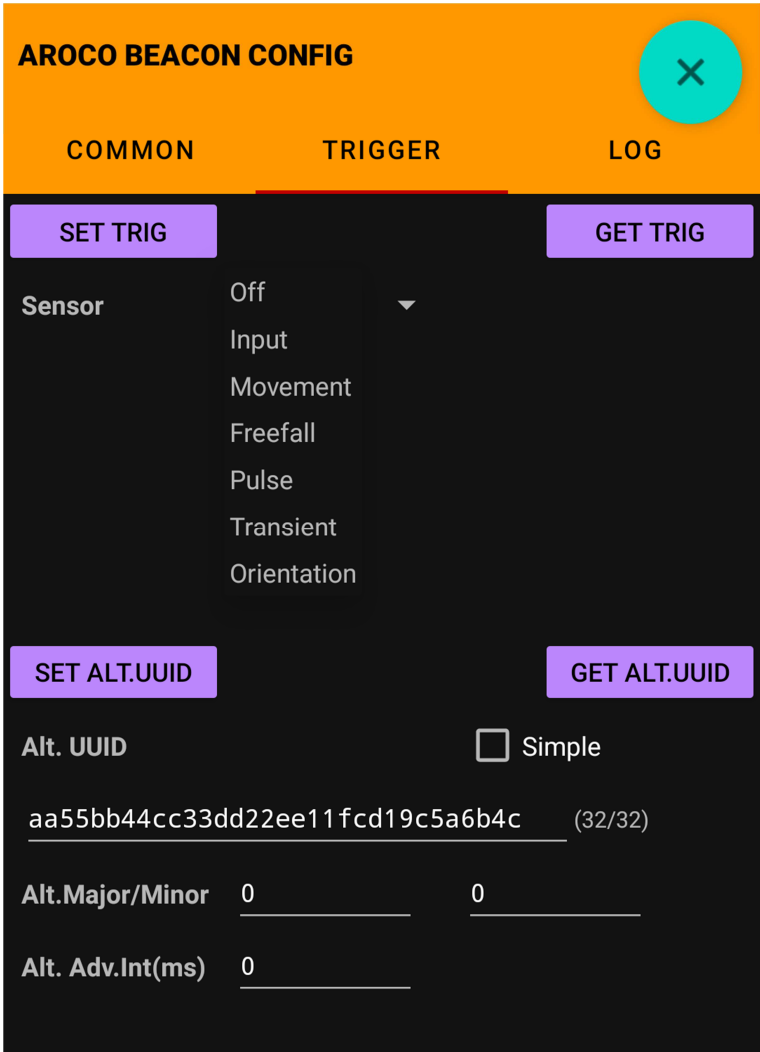 AROCO BEACON CONFIG
COMMON TRIGGER LOG
SET TRIG GET TRIG
Sensor
Off
Input
Movement
Freefall
Pulse
Transient
Orientation
SET ALT.UUID GET ALT.UUID
Alt. UUID Simple
aa55bb44cc33dd22ee11fcd19c5a6b4c (32/32)
Alt.Major/Minor 0 0
Alt. Adv.Int(ms) 0